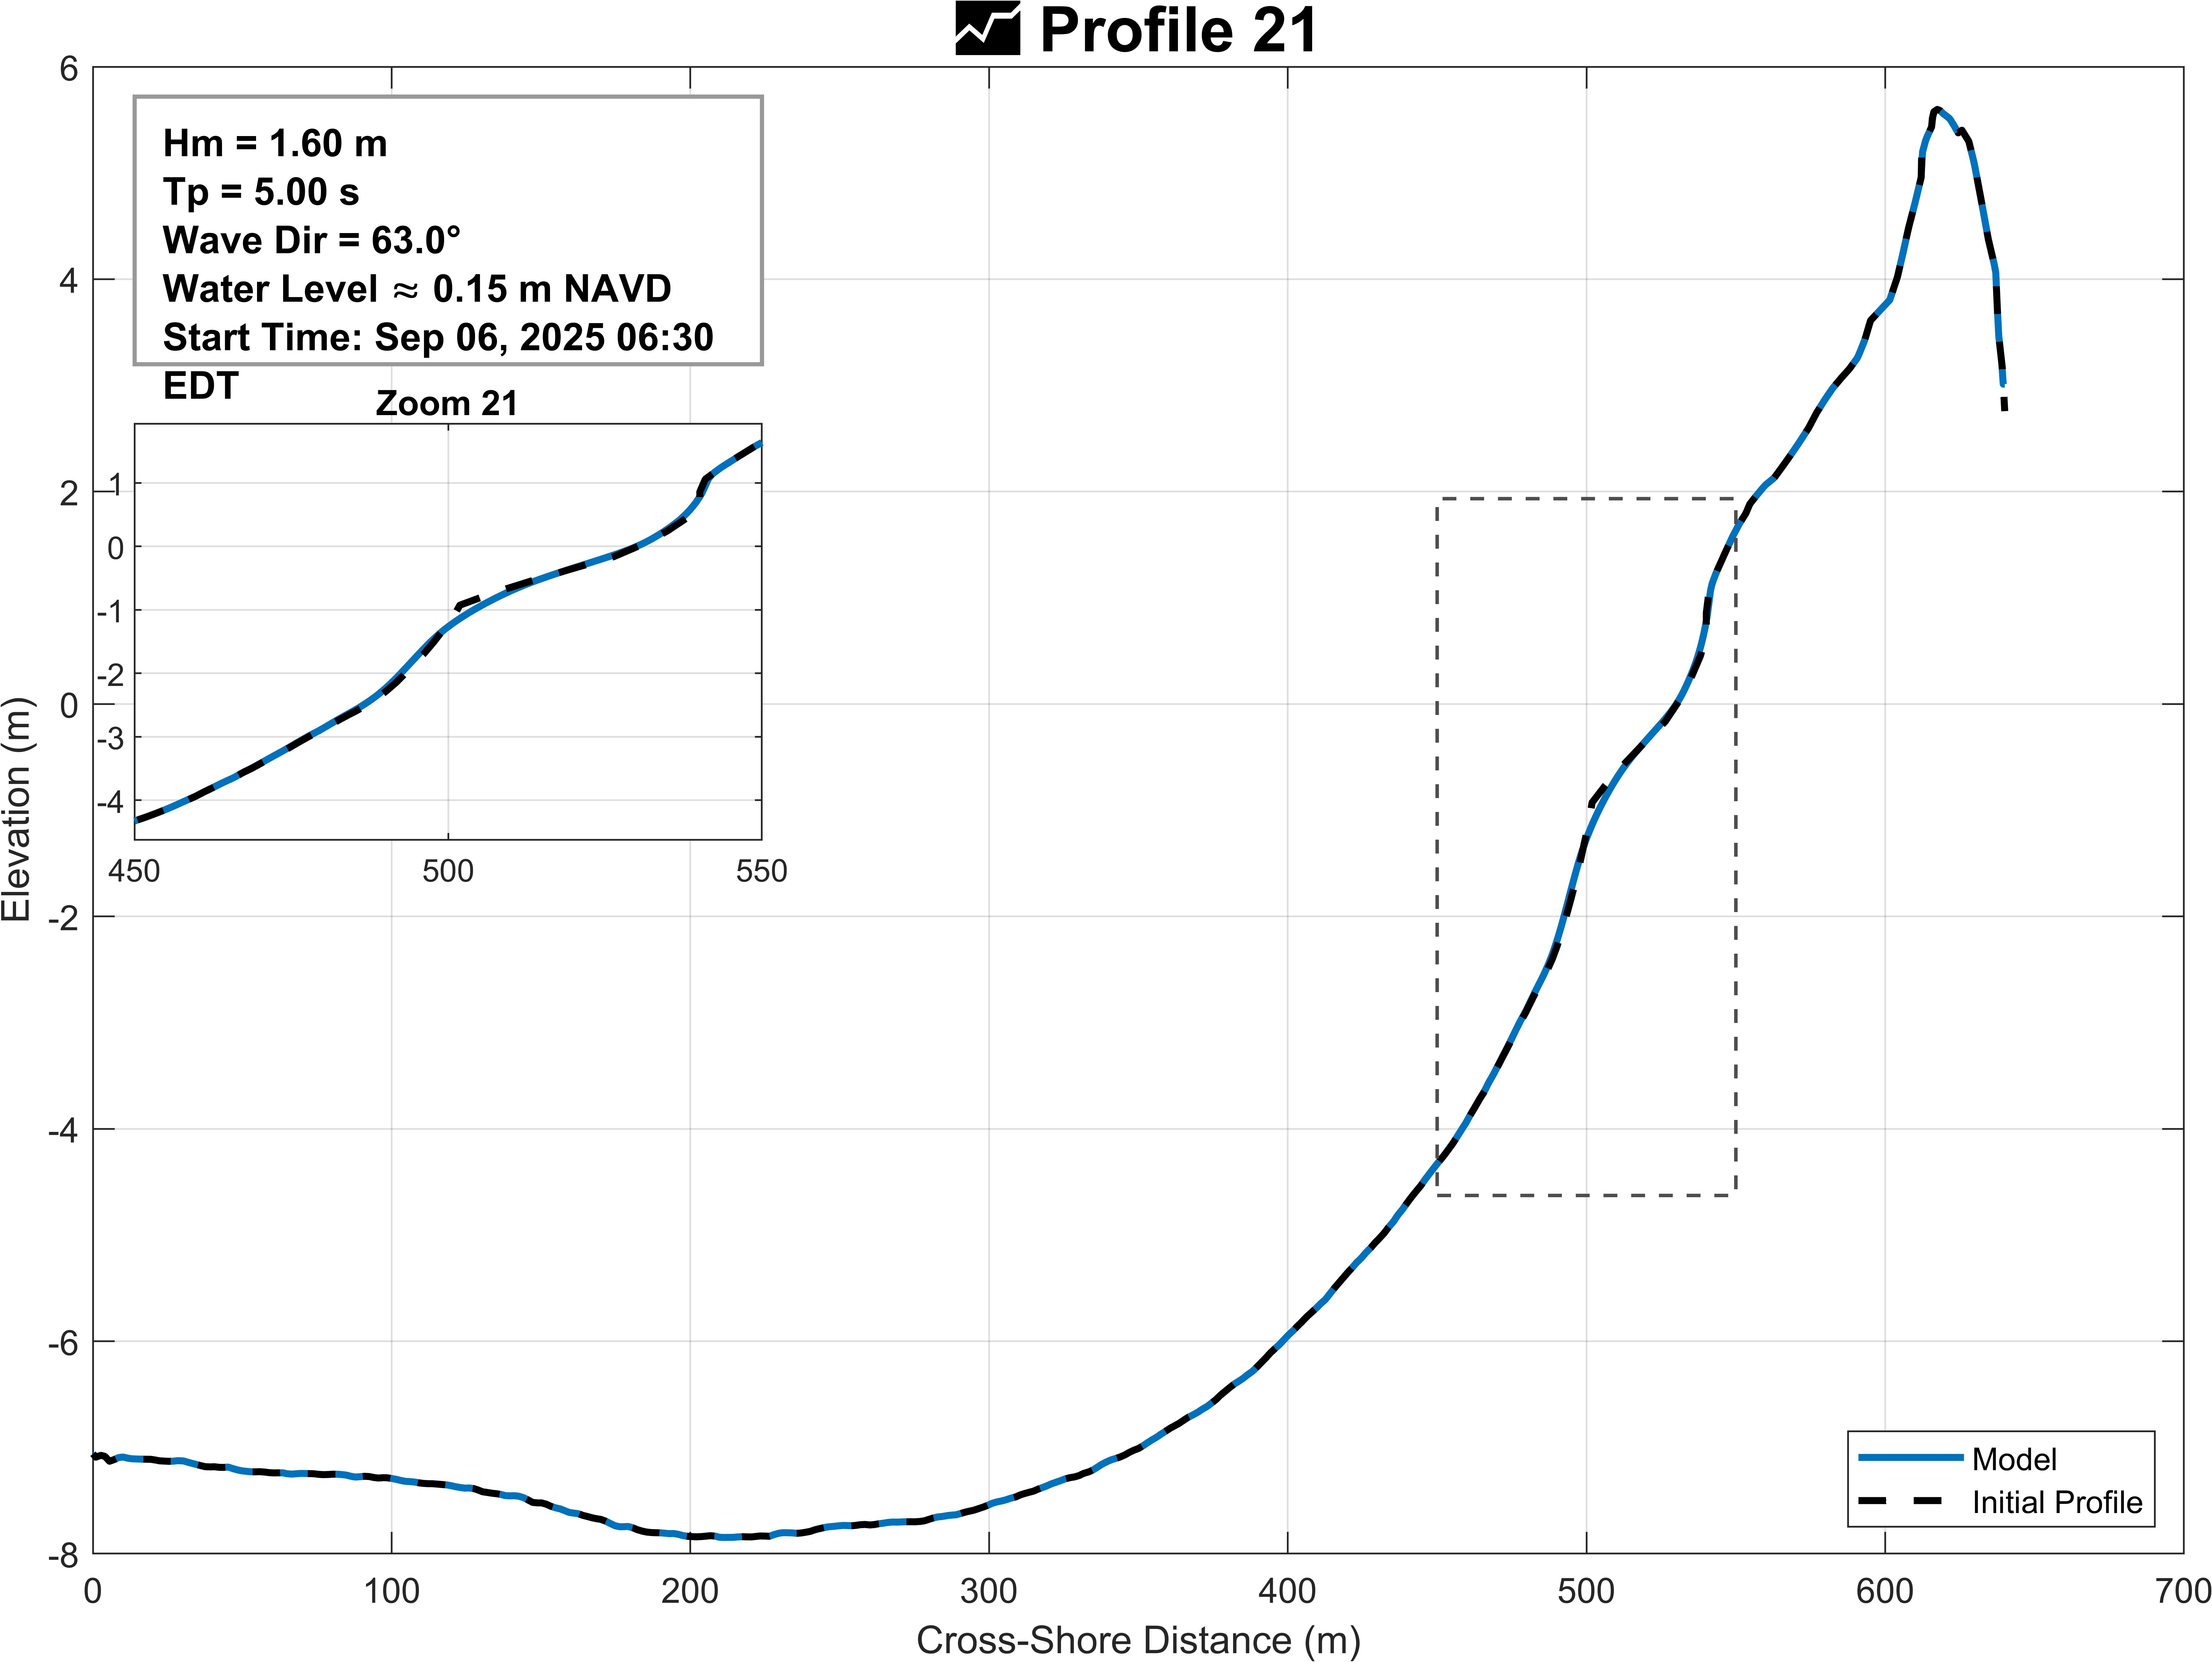 Profile 21
6
4
2
0
-2
-4
-6
-8
Elevation (m)
Hm = 1.60 m
Tp = 5.00 s
Wave Dir = 63.0°
Water Level ≈ 0.15 m NAVD
Start Time: Sep 06, 2025 06:30
EDT
Zoom 21
1
0
-1
-2
-3
-4
450 500 550
Model
Initial Profile
0 100 200 300 400 500 600 700
Cross-Shore Distance (m)